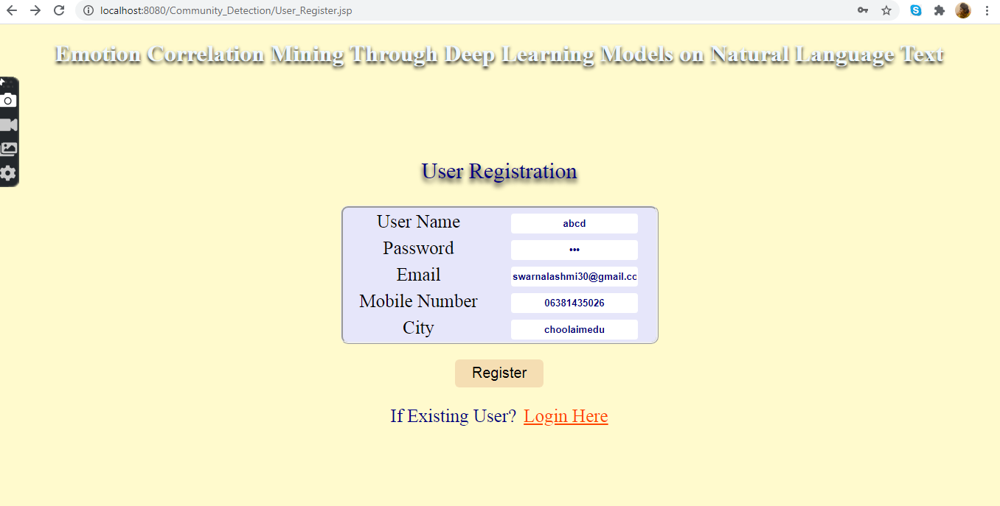 localhost:8080/Community_Detection/User_Register.jsp
Emotion Correlation Mining Through Deep Learning Models on Natural Language Text
User Registration
User Name abcd
Password •••
Email swarnalashmi30@gmail.co
Mobile Number 06381435026
City choolaimedu
Register
If Existing User? Login Here